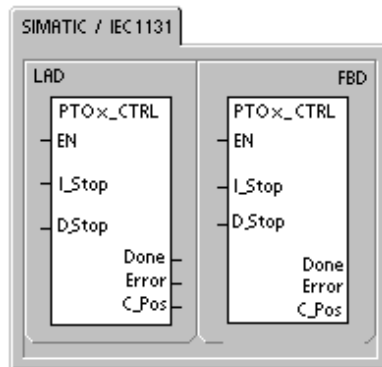 SIMATIC / IEC1131
LAD
PTOx_CTRL
EN
I_Stop
D_Stop
Done
Error
C_Pos
FBD
PTOx_CTRL
EN
I_Stop
D_Stop
Done
Error
C_Pos